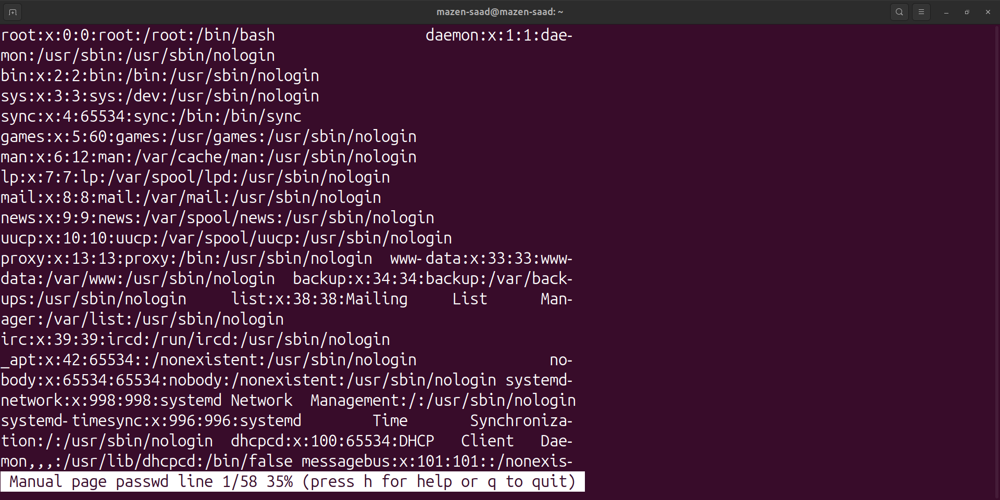 mazen-saad@mazen-saad: ~
root:x:0:0:root:/root:/bin/bash                 daemon:x:1:1:dae-
mon:/usr/sbin:/usr/sbin/nologin
bin:x:2:2:bin:/bin:/usr/sbin/nologin
sys:x:3:3:sys:/dev:/usr/sbin/nologin
sync:x:4:65534:sync:/bin:/bin/sync
games:x:5:60:games:/usr/games:/usr/sbin/nologin
man:x:6:12:man:/var/cache/man:/usr/sbin/nologin
lp:x:7:7:lp:/var/spool/lpd:/usr/sbin/nologin
mail:x:8:8:mail:/var/mail:/usr/sbin/nologin
news:x:9:9:news:/var/spool/news:/usr/sbin/nologin
uucp:x:10:10:uucp:/var/spool/uucp:/usr/sbin/nologin
proxy:x:13:13:proxy:/bin:/usr/sbin/nologin  www-data:x:33:33:www-
data:/var/www:/usr/sbin/nologin  backup:x:34:34:backup:/var/back-
ups:/usr/sbin/nologin     list:x:38:38:Mailing     List      Man-
ager:/var/list:/usr/sbin/nologin
irc:x:39:39:ircd:/run/ircd:/usr/sbin/nologin
_apt:x:42:65534::/nonexistent:/usr/sbin/nologin               no-
body:x:65534:65534:nobody:/nonexistent:/usr/sbin/nologin systemd-
network:x:998:998:systemd Network  Management:/:/usr/sbin/nologin
systemd-timesync:x:996:996:systemd        Time       Synchroniza-
tion:/:/usr/sbin/nologin  dhcpcd:x:100:65534:DHCP   Client   Dae-
mon,,,:/usr/lib/dhcpcd:/bin/false messagebus:x:101:101::/nonexis-
Manual page passwd line 1/58 35% (press h for help or q to quit)